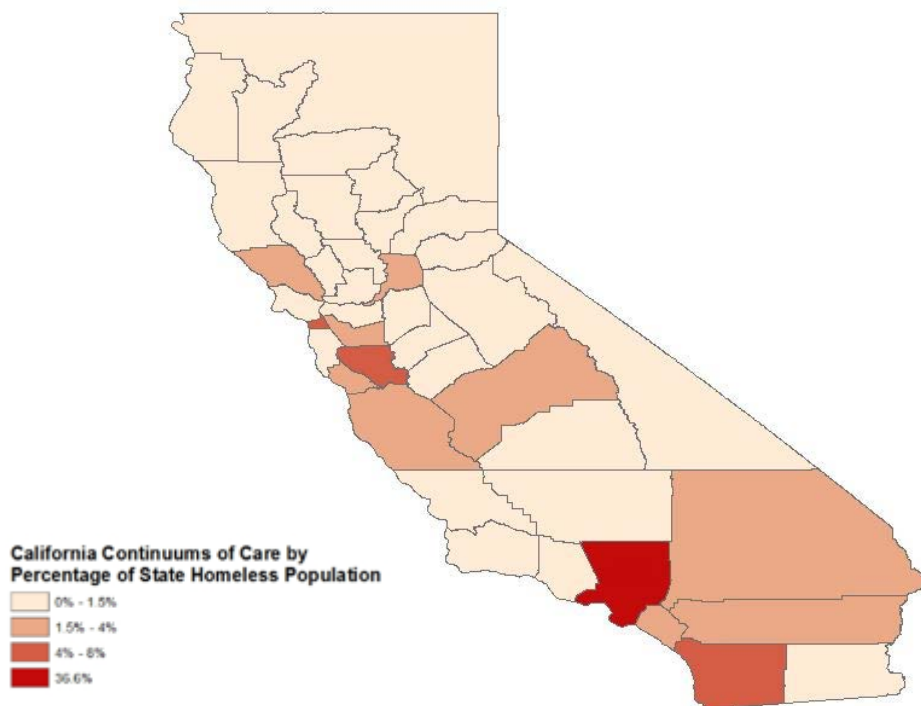 California Continuums of Care by
Percentage of State Homeless Population
0% - 1.5%
1.5% - 4%
4% - 8%
36.6%